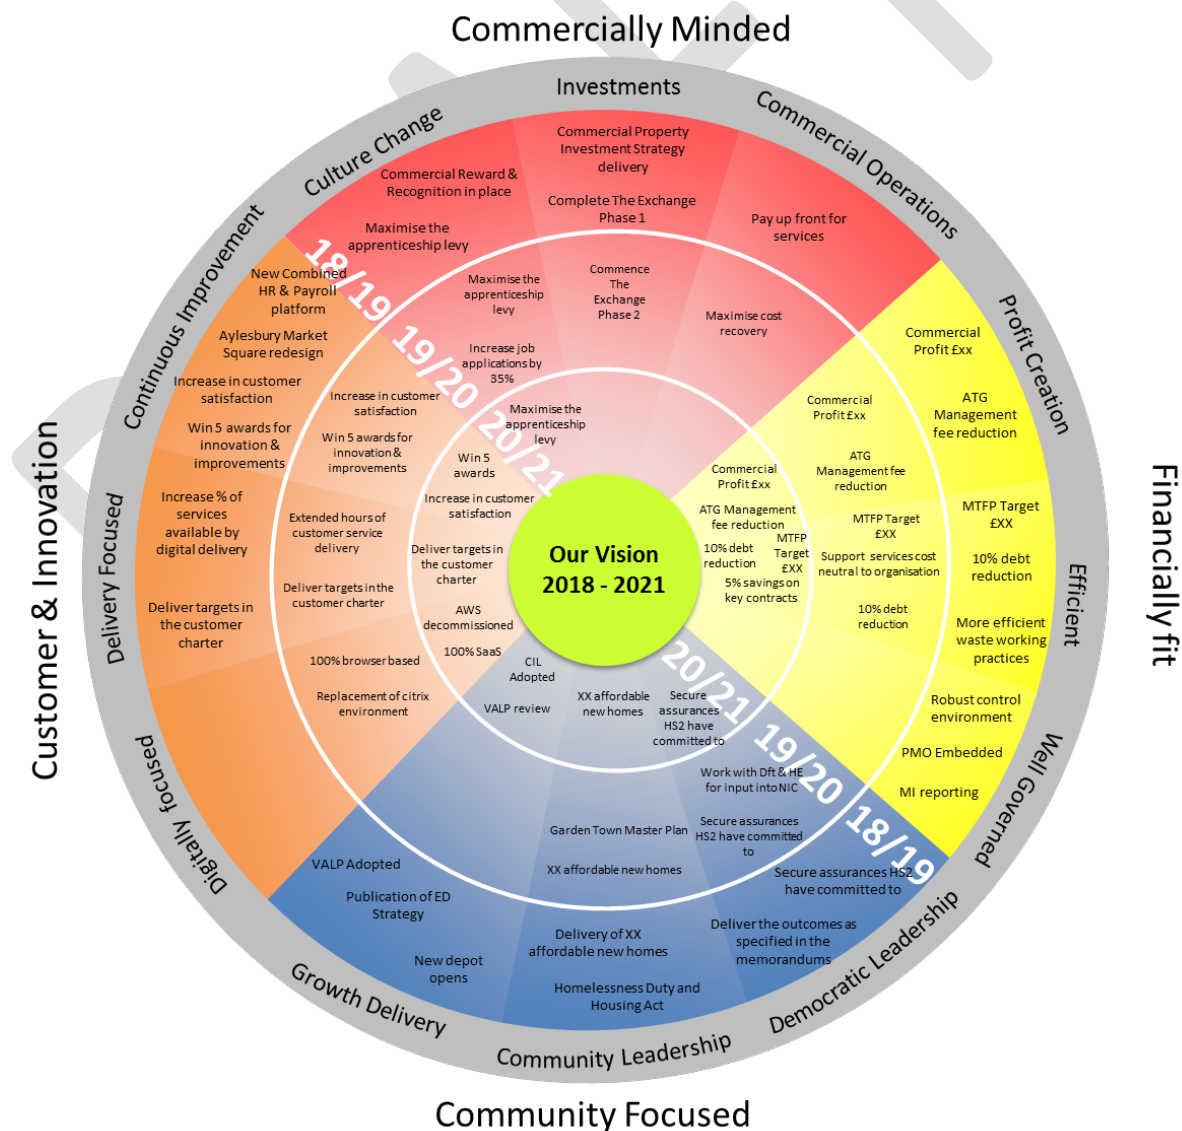 Commercially Minded
Investments
Culture Change
Commercial Operations
Commercial Property
Investment Strategy
delivery
Complete The Exchange
Phase 1
Commercial Reward &
Recognition in place
Maximise the
apprenticeship levy
Pay up front for
services
18/19
19/20
20/21
Maximise the
apprenticeship
levy
Increase job
applications by
35%
Commence
The
Exchange
Phase 2
Maximise cost
recovery
Maximise the
apprenticeship
levy
Financially fit
Profit Creation
Efficient
Well Governed
Commercial
Profit £xx
ATG
Management
fee reduction
MTFP Target
£XX
10% debt
reduction
More efficient
waste working
practices
Robust control
environment
PMO Embedded
MI reporting
Commercial
Profit £xx
ATG
Management fee
reduction
MTFP Target
£XX
Support services cost
neutral to organisation
10% debt
reduction
Commercial
Profit £xx
ATG Management
fee reduction
10% debt
reduction
MTFP
Target
£XX
5% savings on
key contracts
Our Vision
2018 - 2021
Customer & Innovation
Continuous Improvement
Delivery Focused
Digitally focused
New Combined
HR & Payroll
platform
Aylesbury Market
Square redesign
Increase in customer
satisfaction
Win 5 awards for
innovation &
improvements
Increase % of
services
available by
digital delivery
Deliver targets in
the customer
charter
Increase in customer
satisfaction
Win 5 awards for
innovation &
improvements
Extended hours of
customer service
delivery
Deliver targets in the
customer charter
100% browser based
Replacement of citrix
environment
Win 5
awards
Increase in customer
satisfaction
Deliver targets in
the customer
charter
AWS
decommissioned
100% SaaS
CIL
Adopted
VALP review
XX affordable
new homes
Secure
assurances
HS2 have
committed to
20/21
19/20
18/19
Work with Dft & HE
for input into NIC
Secure assurances
HS2 have committed
to
Garden Town Master Plan
XX affordable new homes
VALP Adopted
Publication of ED
Strategy
New depot
opens
Delivery of XX
affordable new homes
Homelessness Duty and
Housing Act
Secure assurances HS2
have committed to
Deliver the outcomes as
specified in the
memorandums
Growth Delivery
Community Leadership
Democratic Leadership
Community Focused